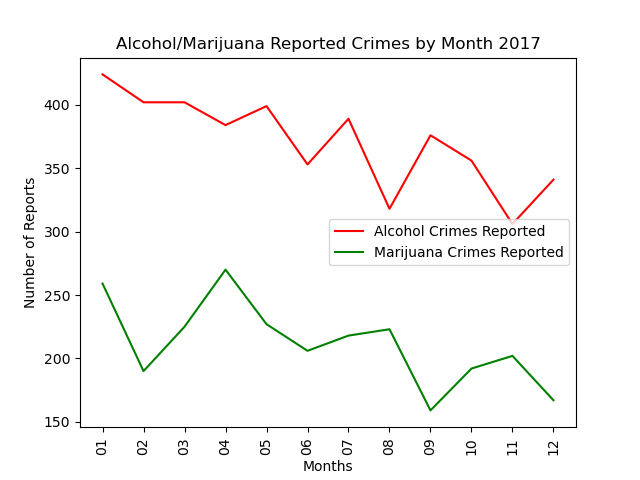 Alcohol/Marijuana Reported Crimes by Month 2017
Number of Reports
400
350
300
250
200
150
Alcohol Crimes Reported
Marijuana Crimes Reported
01 02 03 04 05 06 07 08 09 10 11 12
Months